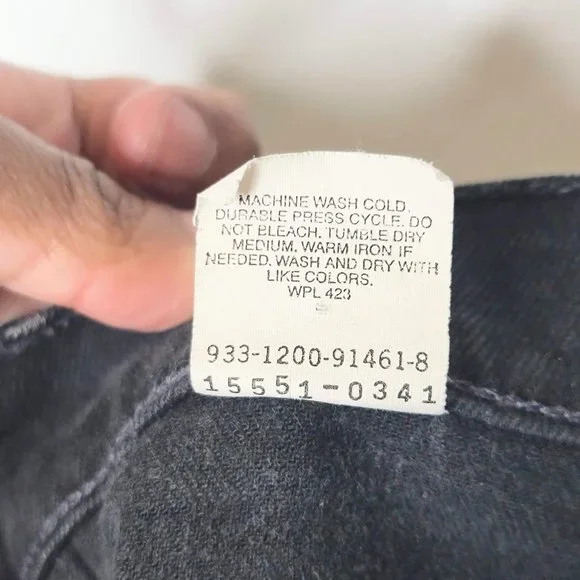 MACHINE WASH COLD,
DURABLE PRESS CYCLE. DO
NOT BLEACH. TUMBLE DRY
MEDIUM. WARM IRON IF
NEEDED. WASH AND DRY WITH
LIKE COLORS.
WPL 423
933-1200-91461-8
15551-0341